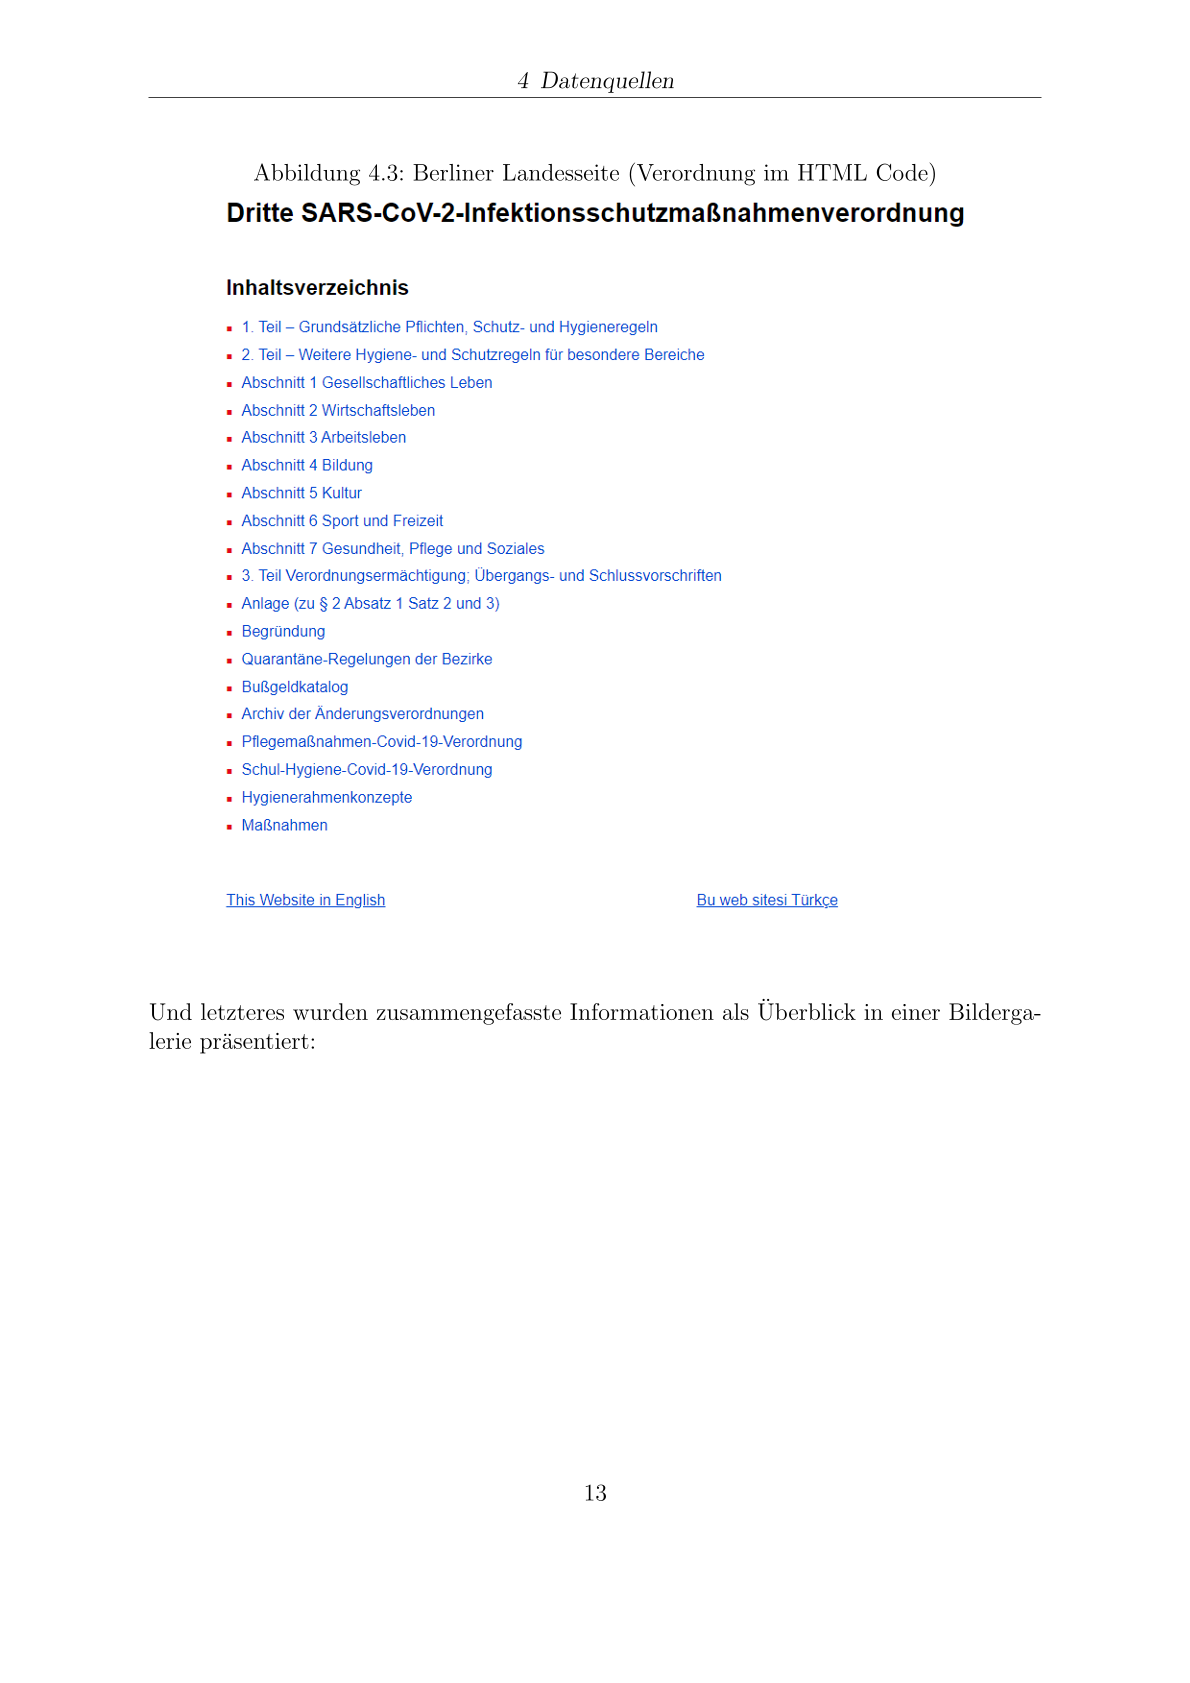 4 Datenquellen
Abbildung 4.3: Berliner Landesseite (Verordnung im HTML Code)
Dritte SARS-CoV-2-Infektionsschutzmaßnahmenverordnung
Inhaltsverzeichnis
1. Teil – Grundsätzliche Pflichten, Schutz- und Hygieneregeln
2. Teil – Weitere Hygiene- und Schutzregeln für besondere Bereiche
Abschnitt 1 Gesellschaftliches Leben
Abschnitt 2 Wirtschaftsleben
Abschnitt 3 Arbeitsleben
Abschnitt 4 Bildung
Abschnitt 5 Kultur
Abschnitt 6 Sport und Freizeit
Abschnitt 7 Gesundheit, Pflege und Soziales
3. Teil Verordnungsermächtigung; Übergangs- und Schlussvorschriften
Anlage (zu § 2 Absatz 1 Satz 2 und 3)
Begründung
Quarantäne-Regelungen der Bezirke
Bußgeldkatalog
Archiv der Änderungsverordnungen
Pflegemaßnahmen-Covid-19-Verordnung
Schul-Hygiene-Covid-19-Verordnung
Hygienerahmenkonzepte
Maßnahmen
This Website in English
Bu web sitesi Türkçe
Und letzteres wurden zusammengefasste Informationen als Überblick in einer Bilderga-
lerie präsentiert:
13